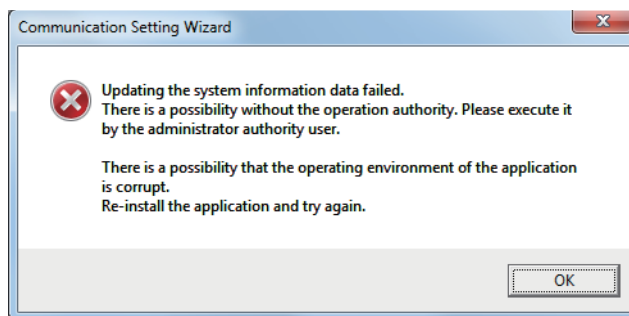 Communication Setting Wizard
Updating the system information data failed.
There is a possibility without the operation authority. Please execute it
by the administrator authority user.
There is a possibility that the operating environment of the application
is corrupt.
Re-install the application and try again.
OK